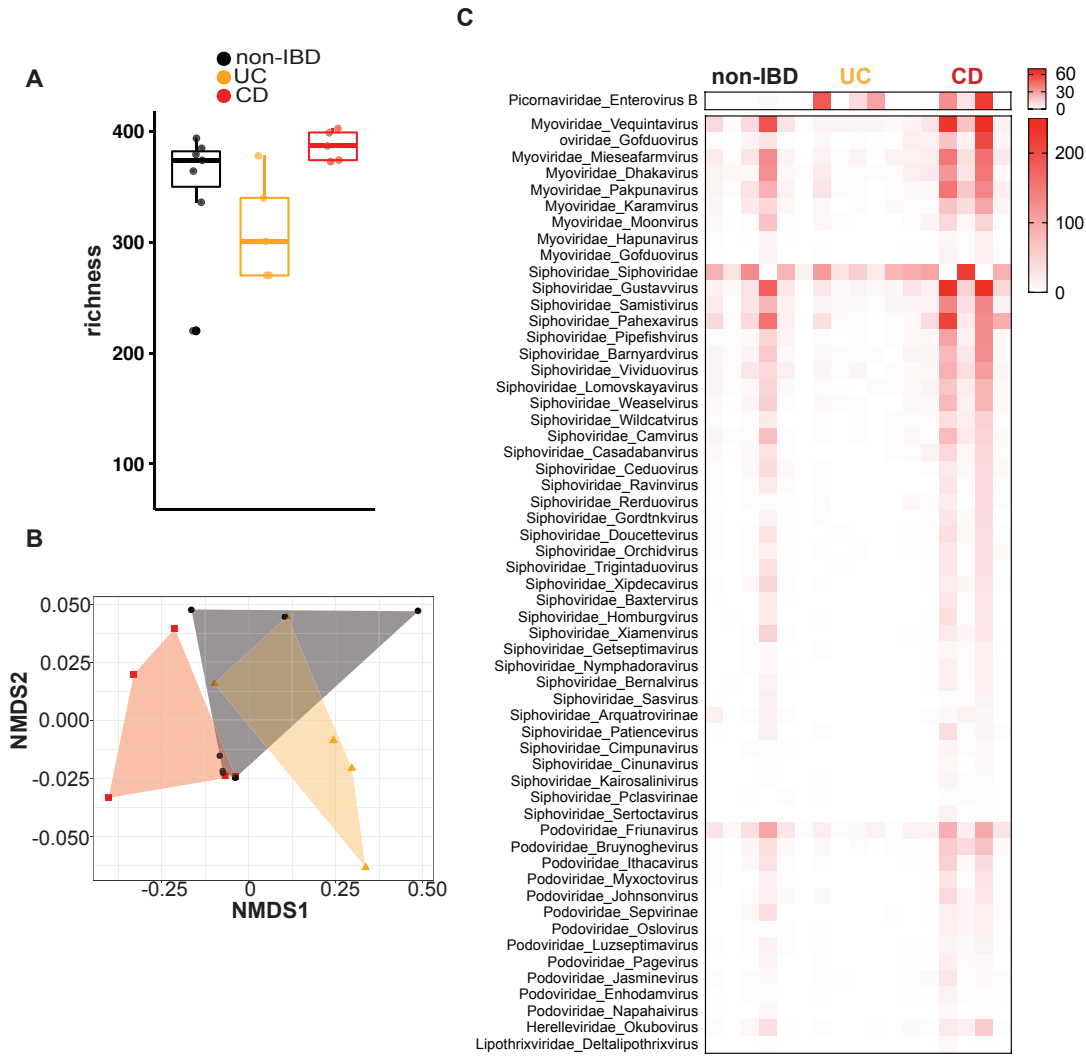 A
non-IBD
UC
CD
400
300
200
100
richness
B
0.050
0.025
0.000
-0.025
-0.050
NMDS2
-0.25
0
0.25
0.50
NMDS1
C
non-IBD
UC
CD
60
30
0
200
100
0
Picornaviridae_Enterovirus B
Myoviridae_Vequintavirus
oviridae_Gofduovirus
Myoviridae_Mieseafarmvirus
Myoviridae_Dhakavirus
Myoviridae_Pakpunavirus
Myoviridae_Karamvirus
Myoviridae_Moonvirus
Myoviridae_Hapunavirus
Myoviridae_Gofduovirus
Siphoviridae_Siphoviridae
Siphoviridae_Gustavvirus
Siphoviridae_Samistivirus
Siphoviridae_Pahexavirus
Siphoviridae_Pipefishvirus
Siphoviridae_Barnyardvirus
Siphoviridae_Vividuovirus
Siphoviridae_Lomovskayavirus
Siphoviridae_Weaselvirus
Siphoviridae_Wildcatvirus
Siphoviridae_Camvirus
Siphoviridae_Casadabanvirus
Siphoviridae_Ceduovirus
Siphoviridae_Ravinvirus
Siphoviridae_Rerduovirus
Siphoviridae_Gordtnkvirus
Siphoviridae_Doucettevirus
Siphoviridae_Orchidvirus
Siphoviridae_Trigintaduovirus
Siphoviridae_Xipdecavirus
Siphoviridae_Baxtervirus
Siphoviridae_Homburgvirus
Siphoviridae_Xiamenvirus
Siphoviridae_Getseptimavirus
Siphoviridae_Nymphadoravirus
Siphoviridae_Bernalvirus
Siphoviridae_Sasvirus
Siphoviridae_Arquatrovirinae
Siphoviridae_Patiencevirus
Siphoviridae_Cimpunavirus
Siphoviridae_Cinunavirus
Siphoviridae_Kairosalinivirus
Siphoviridae_Pclasvirinae
Siphoviridae_Sertoctavirus
Podoviridae_Friunavirus
Podoviridae_Bruynoghevirus
Podoviridae_Ithacavirus
Podoviridae_Myxoctovirus
Podoviridae_Johnsonvirus
Podoviridae_Sepvirinae
Podoviridae_Oslovirus
Podoviridae_Luzseptimavirus
Podoviridae_Pagevirus
Podoviridae_Jasminevirus
Podoviridae_Enhodamvirus
Podoviridae_Napahaivirus
Herelleviridae_Okubovirus
Lipothrixviridae_Deltalipothrixvirus